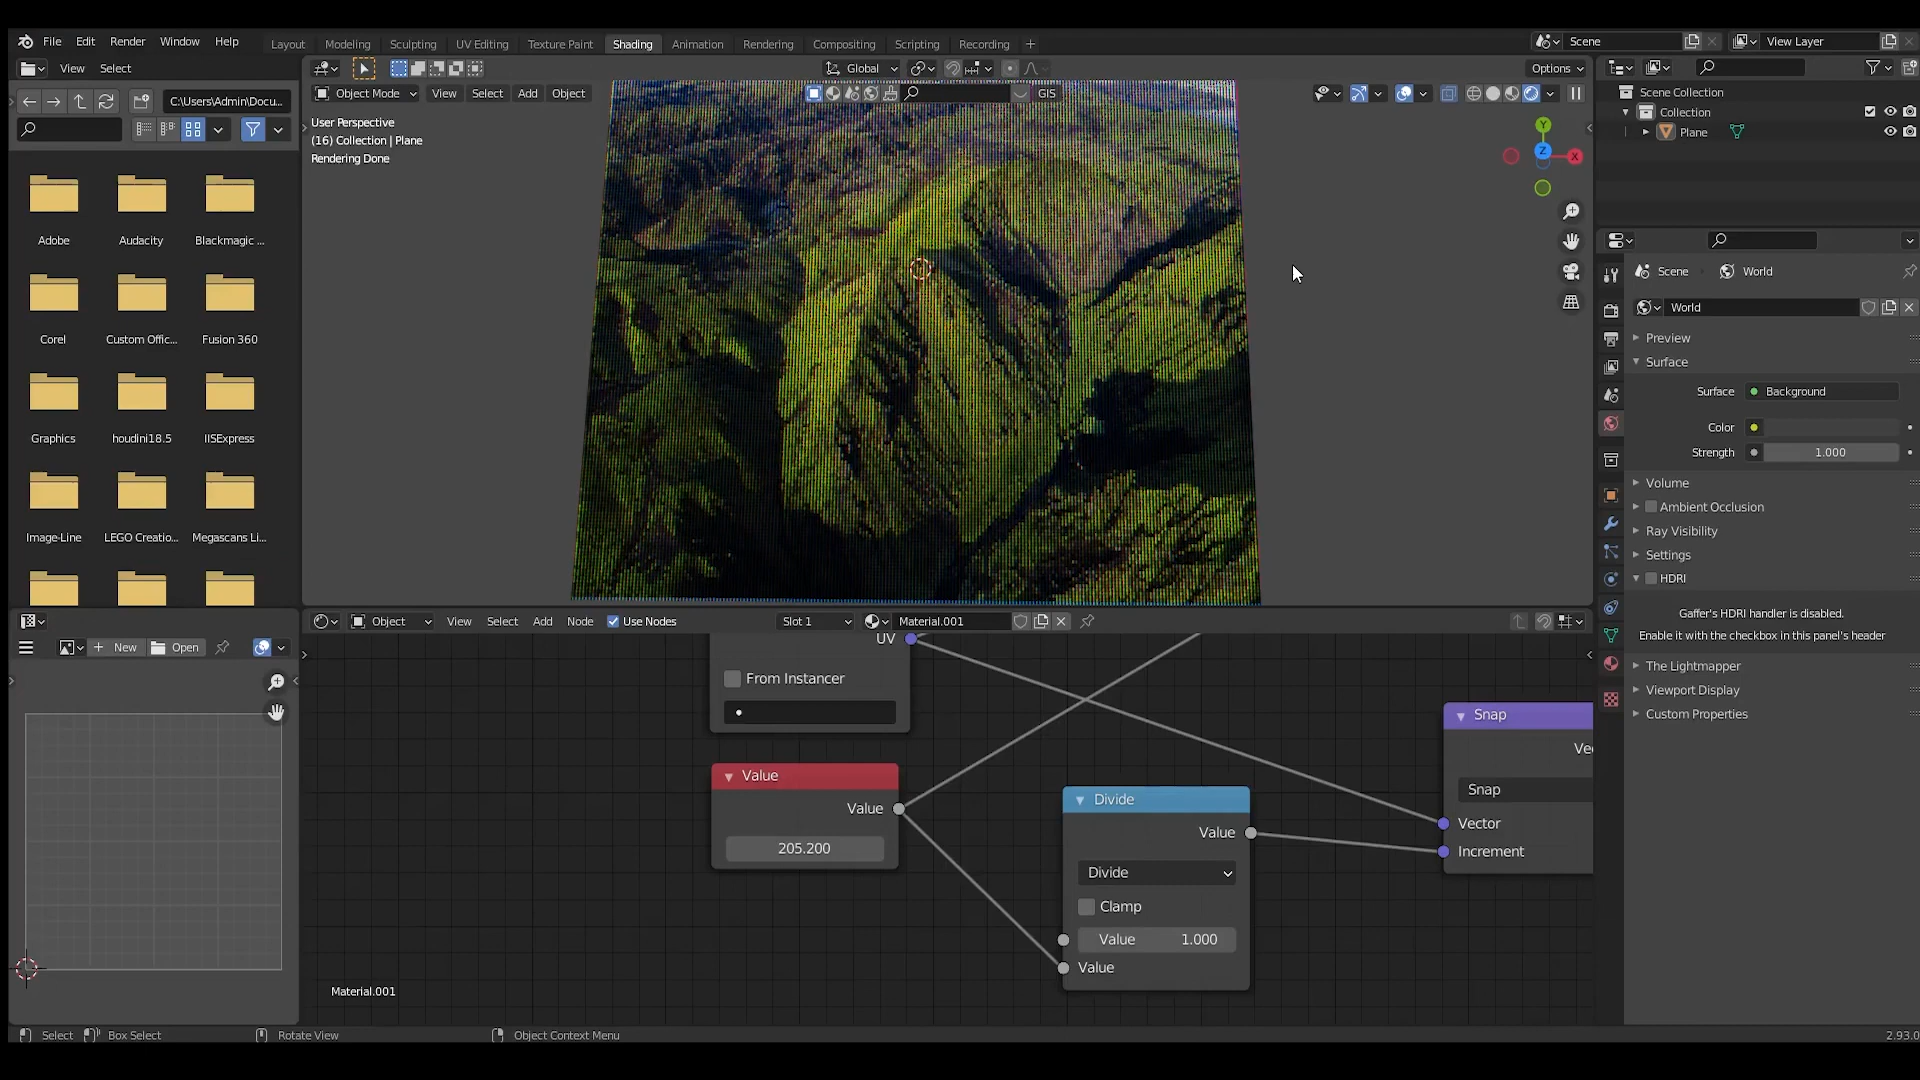 File Edit Render Window Help
Layout Modeling Sculpting UV Editing Texture Paint Shading Animation Rendering Compositing Scripting Recording
Scene View Layer
View Select
Global
Options
C:\Users\Admin\Docu...
Object Mode View Select Add Object
GIS
User Perspective
(16) Collection | Plane
Rendering Done
Y
Z
X
Scene Collection
Collection
Plane
Adobe Audacity Blackmagic ...
Corel Custom Offic... Fusion 360
Graphics houdini18.5 IISExpress
Image-Line LEGO Creatio... Megascans Li...
Scene World
World
Preview
Surface
Surface Background
Color
Strength 1.000
Volume
Ambient Occlusion
Ray Visibility
Settings
HDRI
Gaffer's HDRI handler is disabled.
Enable it with the checkbox in this panel's header
The Lightmapper
Viewport Display
Custom Properties
New Open
Object View Select Add Node Use Nodes Slot 1 Material.001
UV
From Instancer
Value
Value
205.200
Divide
Value
Divide
Clamp
Value 1.000
Value
Snap
Ve
Snap
Vector
Increment
Material.001
Select Box Select Rotate View Object Context Menu
2.93.0